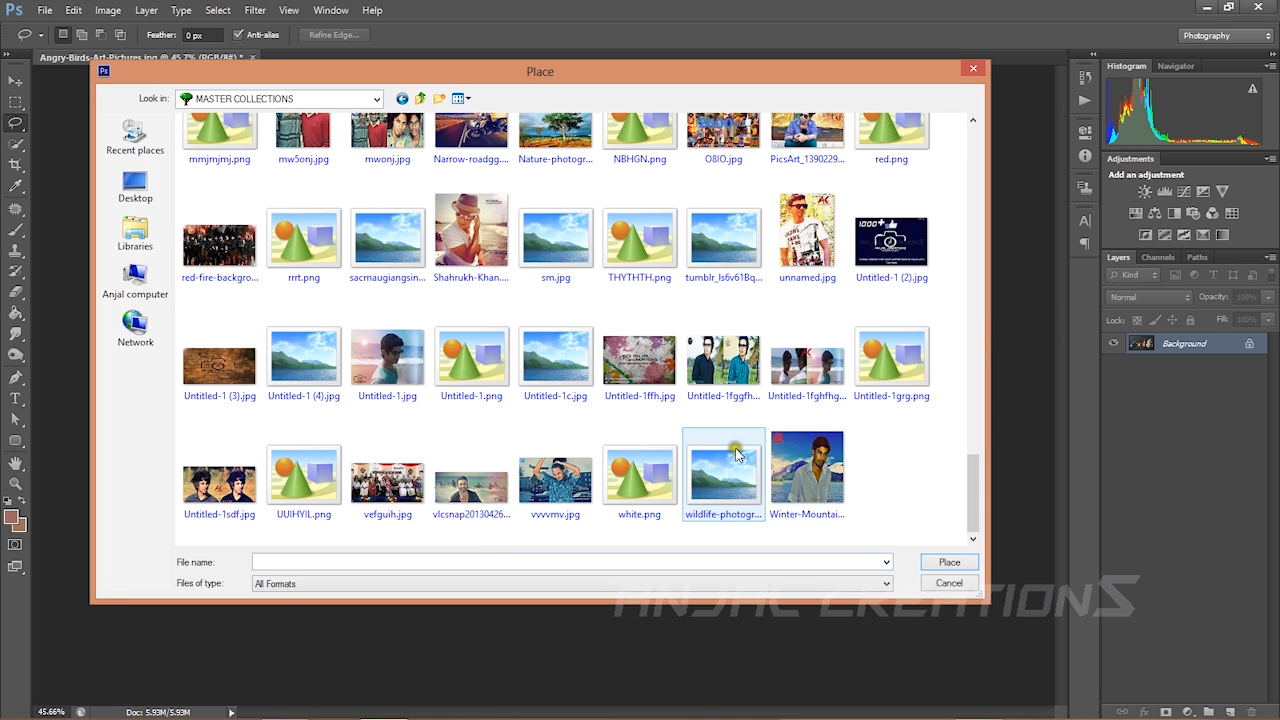 Ps File Edit Image Layer Type Select Filter View Window Help
Feather: 0 px Anti-alias Refine Edge... Photography
Angry-Birds-Art-Pictures.jpg @ 45.7% (RGB/8#) *
Place
Look in: MASTER COLLECTIONS
Recent places
Desktop
Libraries
Anjal computer
Network
mmjmjmj.png mw5onj.jpg mwonj.jpg Narrow-roadgg.... Nature-photogr... NBHGN.png O8IO.jpg PicsArt_1390229... red.png
red-fire-backgro... rrrt.png sacmaugiangsin... Shahrukh-Khan.... sm.jpg THYTHTH.png tumblr_ls6v61Bq... unnamed.jpg Untitled-1 (2).jpg
Untitled-1 (3).jpg Untitled-1 (4).jpg Untitled-1.jpg Untitled-1.png Untitled-1c.jpg Untitled-1ffh.jpg Untitled-1fggfh... Untitled-1fghfhg... Untitled-1grg.png
Untitled-1sdf.jpg UUIHYIL.png vefguih.jpg vlcsnap20130426... vvvvmv.jpg white.png wildlife-photogr... Winter-Mountai...
File name: Place
Files of type: All Formats Cancel
ANJAL CREATIONS
Histogram Navigator
Adjustments
Add an adjustment
Layers Channels Paths
Kind
Normal Opacity: 100%
Lock: Fill: 100%
Background
45.66% Doc: 5.93M/5.93M